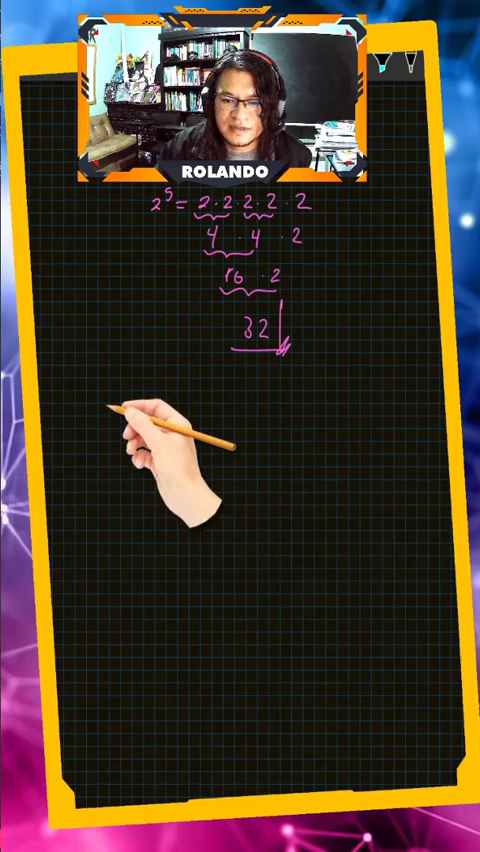 ROLANDO
2⁵ = 2 · 2 · 2 · 2 · 2
4 · 4 · 2
16 · 2
32